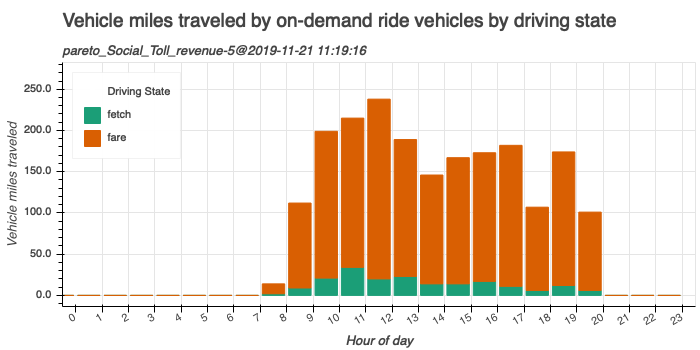 Vehicle miles traveled by on-demand ride vehicles by driving state
pareto_Social_Toll_revenue-5@2019-11-21 11:19:16
Driving State
fetch
fare
250.0
200.0
150.0
100.0
50.0
0.0
Vehicle miles traveled
0 1 2 3 4 5 6 7 8 9 10 11 12 13 14 15 16 17 18 19 20 21 22 23
Hour of day